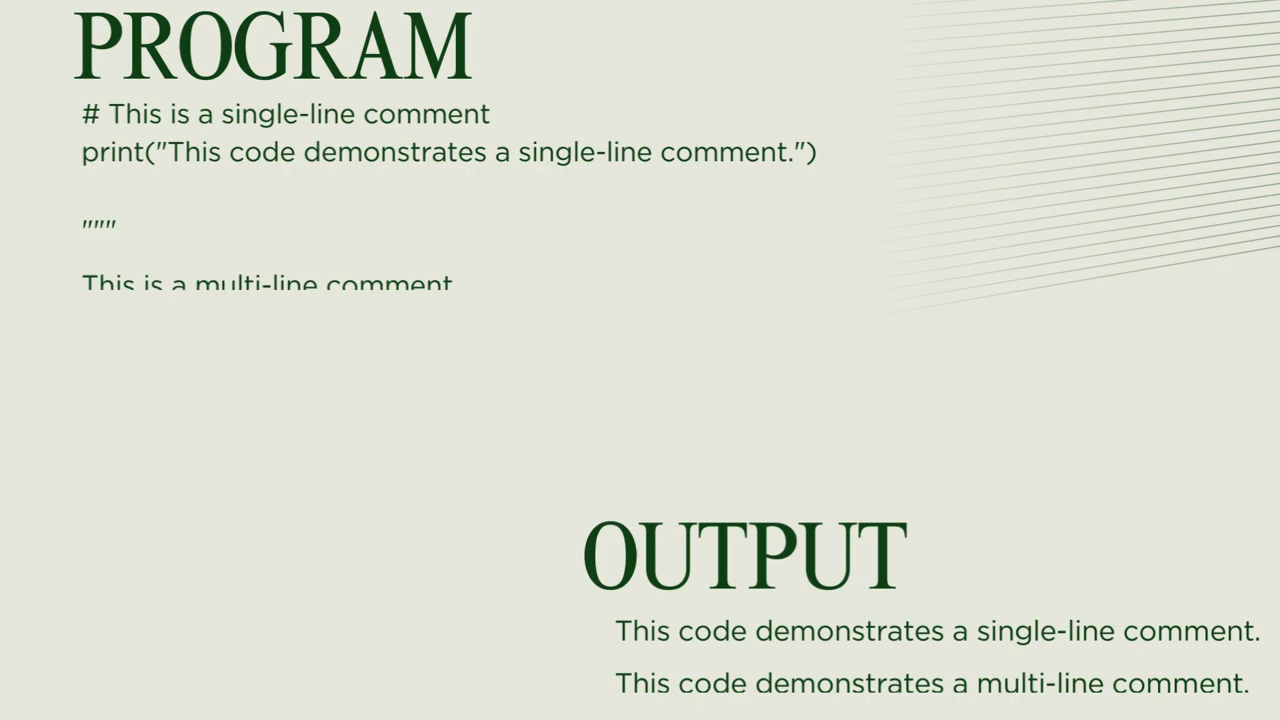 PROGRAM
# This is a single-line comment
print("This code demonstrates a single-line comment.")
"""
This is a multi-line comment
OUTPUT
This code demonstrates a single-line comment.
This code demonstrates a multi-line comment.